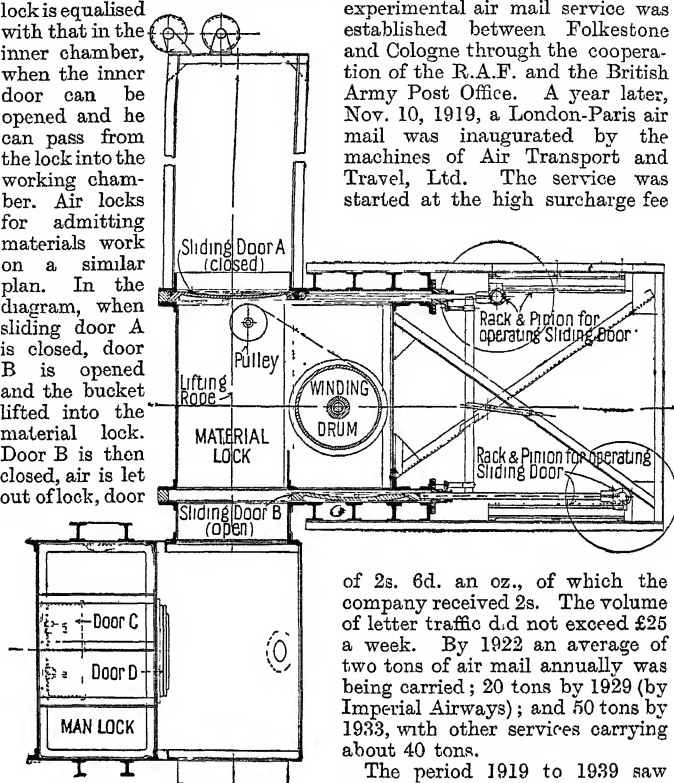 lock is equalised
with that in the
inner chamber,
when the inner
door can be
opened and he
can pass from
the lock into the
working cham-
ber. Air locks
for admitting
materials work
on a similar
plan. In the
diagram, when
sliding door A
is closed, door
B is opened
and the bucket
lifted into the
material lock.
Door B is then
closed, air is let
out of lock, door
Sliding Door A
(closed)
Pulley
Lifting
Rope
WINDING
DRUM
MATERIAL
LOCK
Rack & Pinion for
operating Sliding Door
Rack & Pinion for operating
Sliding Door
Sliding Door B
(open)
Door C
Door D
MAN LOCK
experimental air mail service was
established between Folkestone
and Cologne through the coopera-
tion of the R.A.F. and the British
Army Post Office. A year later,
Nov. 10, 1919, a London-Paris air
mail was inaugurated by the
machines of Air Transport and
Travel, Ltd. The service was
started at the high surcharge fee
of 2s. 6d. an oz., of which the
company received 2s. The volume
of letter traffic d.d not exceed £25
a week. By 1922 an average of
two tons of air mail annually was
being carried; 20 tons by 1929 (by
Imperial Airways); and 50 tons by
1933, with other services carrying
about 40 tons.
The period 1919 to 1939 saw